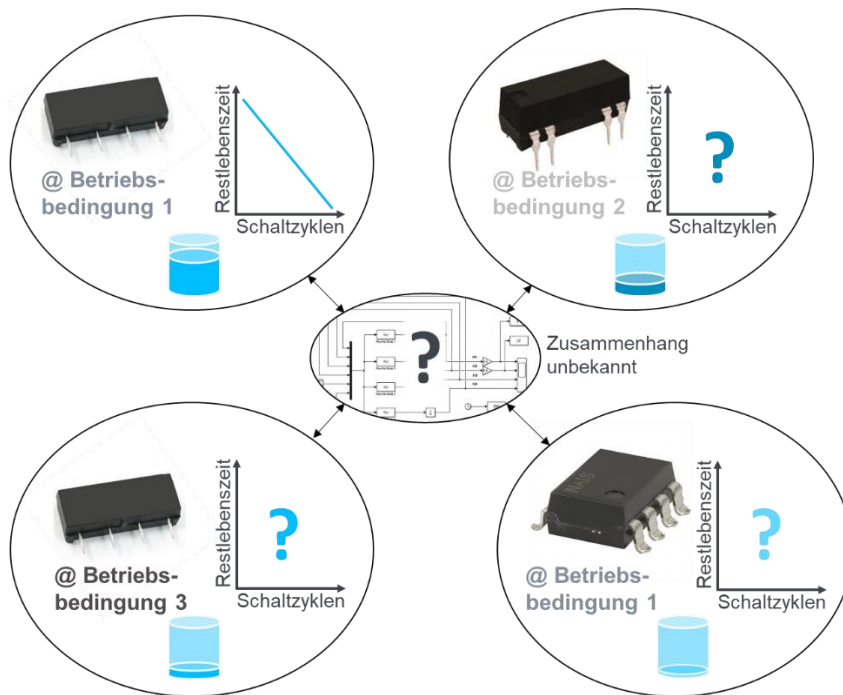 Restlebenszeit
@ Betriebs-
bedingung 1
Schaltzyklen
Restlebenszeit
?
@ Betriebs-
bedingung 2
Schaltzyklen
?
Zusammenhang
unbekannt
Restlebenszeit
?
@ Betriebs-
bedingung 3
Schaltzyklen
Restlebenszeit
?
@ Betriebs-
bedingung 1
Schaltzyklen